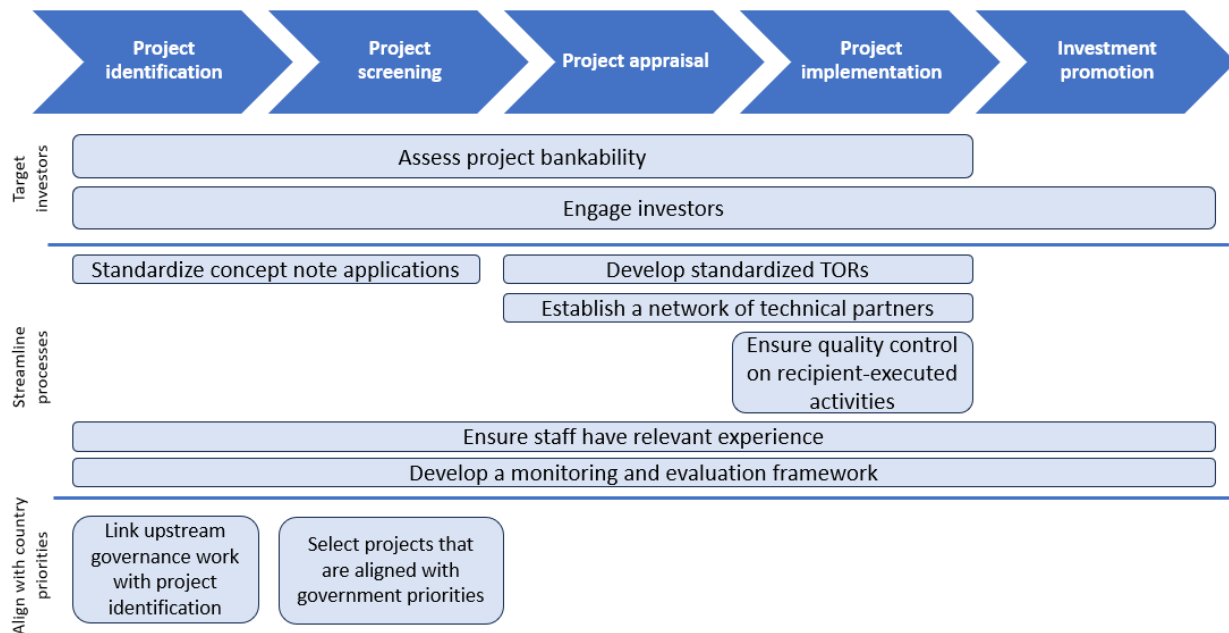 Project
identification
Project
screening
Project appraisal
Project
implementation
Investment
promotion
Target
investors
Assess project bankability
Engage investors
Streamline
processes
Standardize concept note applications
Develop standardized TORs
Establish a network of technical partners
Ensure quality control
on recipient-executed
activities
Ensure staff have relevant experience
Develop a monitoring and evaluation framework
Align with country
priorities
Link upstream
governance work
with project
identification
Select projects that
are aligned with
government priorities